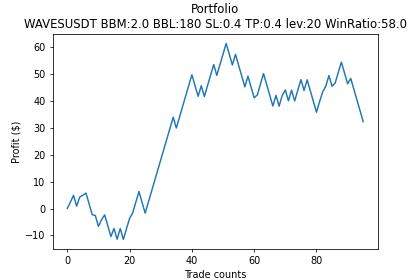 Portfolio
WAVESUSDT BBM:2.0 BBL:180 SL:0.4 TP:0.4 lev:20 WinRatio:58.0
60
50
40
30
20
10
0
−10
Profit ($)
0 20 40 60 80
Trade counts